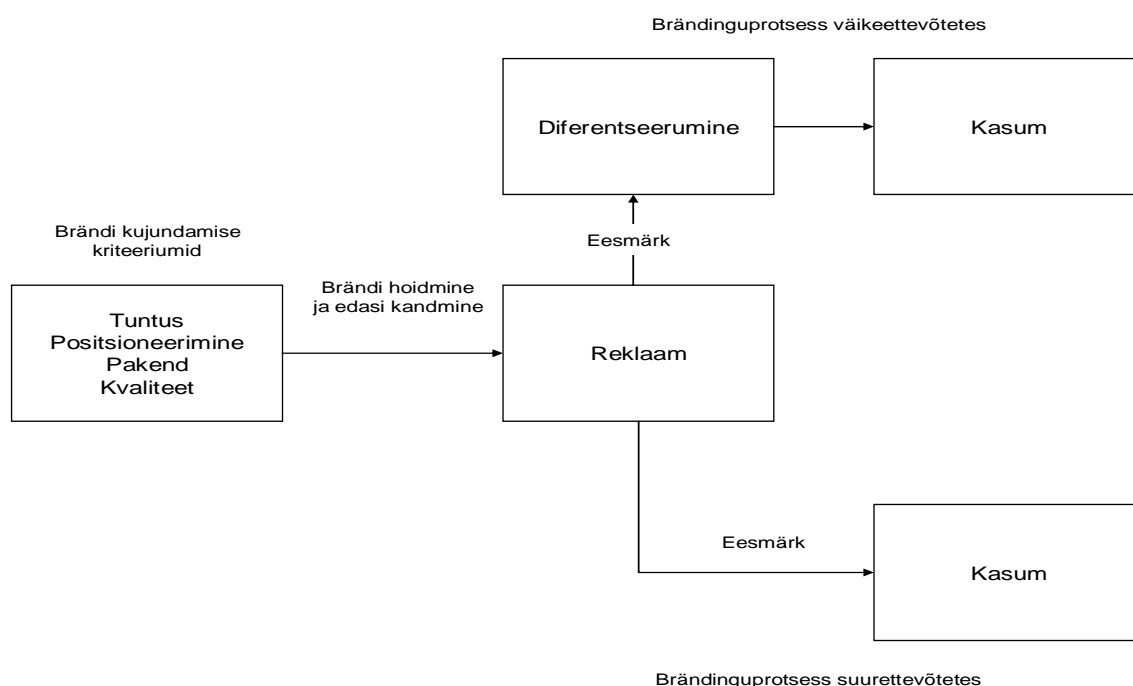 Brändinguprotsess väikeettevõtetes
Diferentseerumine
Kasum
Eesmärk
Brändi kujundamise
kriteeriumid
Brändi hoidmine
ja edasi kandmine
Tuntus
Positsioneerimine
Pakend
Kvaliteet
Reklaam
Eesmärk
Kasum
Brändinguprotsess suurettevõtetes